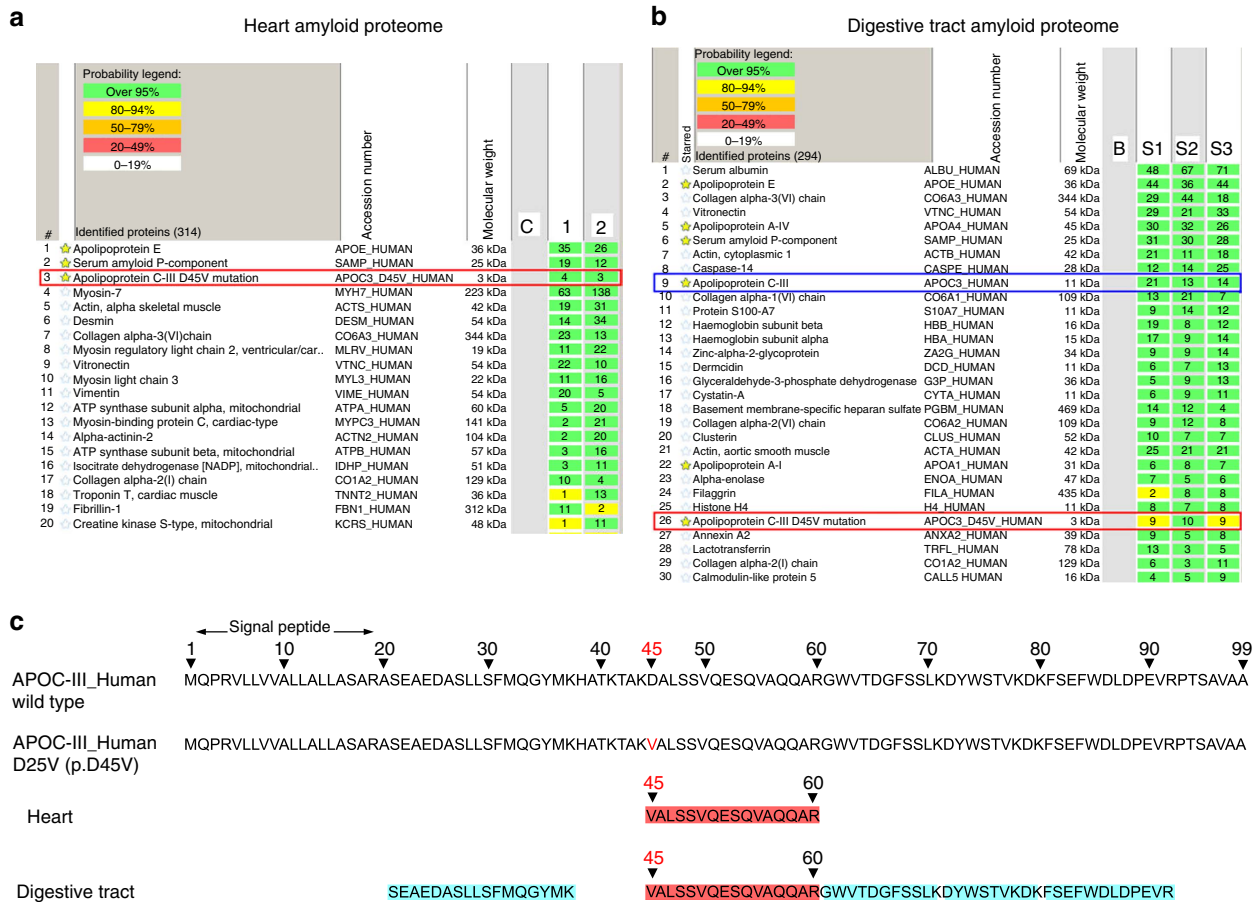 a
Heart amyloid proteome
Probability legend:
Over 95%
80–94%
50–79%
20–49%
0–19%
# Identified proteins (314) Accession number Molecular weight C 1 2
1 Apolipoprotein E APOE_HUMAN 36 kDa 35 26
2 Serum amyloid P-component SAMP_HUMAN 25 kDa 19 12
3 Apolipoprotein C-III D45V mutation APOC3_D45V_HUMAN 3 kDa 4 3
4 Myosin-7 MYH7_HUMAN 223 kDa 63 138
5 Actin, alpha skeletal muscle ACTS_HUMAN 42 kDa 19 31
6 Desmin DESM_HUMAN 54 kDa 14 34
7 Collagen alpha-3(VI)chain CO6A3_HUMAN 344 kDa 23 13
8 Myosin regulatory light chain 2, ventricular/car.. MLRV_HUMAN 19 kDa 11 22
9 Vitronectin VTNC_HUMAN 54 kDa 22 10
10 Myosin light chain 3 MYL3_HUMAN 22 kDa 11 16
11 Vimentin VIME_HUMAN 54 kDa 20 5
12 ATP synthase subunit alpha, mitochondrial ATPA_HUMAN 60 kDa 5 20
13 Myosin-binding protein C, cardiac-type MYPC3_HUMAN 141 kDa 2 21
14 Alpha-actinin-2 ACTN2_HUMAN 104 kDa 2 20
15 ATP synthase subunit beta, mitochondrial ATPB_HUMAN 57 kDa 3 16
16 Isocitrate dehydrogenase [NADP], mitochondrial.. IDHP_HUMAN 51 kDa 3 11
17 Collagen alpha-2(I) chain CO1A2_HUMAN 129 kDa 10 4
18 Troponin T, cardiac muscle TNNT2_HUMAN 36 kDa 1 13
19 Fibrillin-1 FBN1_HUMAN 312 kDa 11 2
20 Creatine kinase S-type, mitochondrial KCRS_HUMAN 48 kDa 1 11
b
Digestive tract amyloid proteome
Probability legend:
Over 95%
80–94%
50–79%
20–49%
0–19%
# Starred Identified proteins (294) Accession number Molecular weight B S1 S2 S3
1 Serum albumin ALBU_HUMAN 69 kDa 48 67 71
2 Apolipoprotein E APOE_HUMAN 36 kDa 44 36 44
3 Collagen alpha-3(VI) chain CO6A3_HUMAN 344 kDa 29 44 18
4 Vitronectin VTNC_HUMAN 54 kDa 29 21 33
5 Apolipoprotein A-IV APOA4_HUMAN 45 kDa 30 32 26
6 Serum amyloid P-component SAMP_HUMAN 25 kDa 31 30 28
7 Actin, cytoplasmic 1 ACTB_HUMAN 42 kDa 21 11 18
8 Caspase-14 CASPE_HUMAN 28 kDa 12 14 25
9 Apolipoprotein C-III APOC3_HUMAN 11 kDa 21 13 14
10 Collagen alpha-1(VI) chain CO6A1_HUMAN 109 kDa 13 21 7
11 Protein S100-A7 S10A7_HUMAN 11 kDa 9 14 12
12 Haemoglobin subunit beta HBB_HUMAN 16 kDa 19 8 12
13 Haemoglobin subunit alpha HBA_HUMAN 15 kDa 17 9 14
14 Zinc-alpha-2-glycoprotein ZA2G_HUMAN 34 kDa 9 9 14
15 Dermcidin DCD_HUMAN 11 kDa 6 7 13
16 Glyceraldehyde-3-phosphate dehydrogenase G3P_HUMAN 36 kDa 5 9 13
17 Cystatin-A CYTA_HUMAN 11 kDa 6 9 11
18 Basement membrane-specific heparan sulfate PGBM_HUMAN 469 kDa 14 12 4
19 Collagen alpha-2(VI) chain CO6A2_HUMAN 109 kDa 9 12 8
20 Clusterin CLUS_HUMAN 52 kDa 10 7 7
21 Actin, aortic smooth muscle ACTA_HUMAN 42 kDa 25 21 21
22 Apolipoprotein A-I APOA1_HUMAN 31 kDa 6 8 7
23 Alpha-enolase ENOA_HUMAN 47 kDa 7 5 6
24 Filaggrin FILA_HUMAN 435 kDa 2 8 8
25 Histone H4 H4_HUMAN 11 kDa 8 7 8
26 Apolipoprotein C-III D45V mutation APOC3_D45V_HUMAN 3 kDa 9 10 9
27 Annexin A2 ANXA2_HUMAN 39 kDa 9 5 8
28 Lactotransferrin TRFL_HUMAN 78 kDa 13 3 5
29 Collagen alpha-2(I) chain CO1A2_HUMAN 129 kDa 6 3 11
30 Calmodulin-like protein 5 CALL5 HUMAN 16 kDa 4 5 9
c
Signal peptide
1 10 20 30 40 45 50 60 70 80 90 99
APOC-III_Human MQPRVLLVVALLALLASARASEAEDASLLSFMQGYMKHATKTAKDALSSVQESQVAQQARGWVTDGFSSLKDYWSTVKDKFSEFWDLDPEVRPTSAVAA
wild type
APOC-III_Human MQPRVLLVVALLALLASARASEAEDASLLSFMQGYMKHATKTAKVALSSVQESQVAQQARGWVTDGFSSLKDYWSTVKDKFSEFWDLDPEVRPTSAVAA
D25V (p.D45V)
45 60
Heart VALSSVQESQVAQQAR
45 60
Digestive tract SEAEDASLLSFMQGYMK VALSSVQESQVAQQARGWVTDGFSSLKDYWSTVKDKFSEFWDLDPEVR